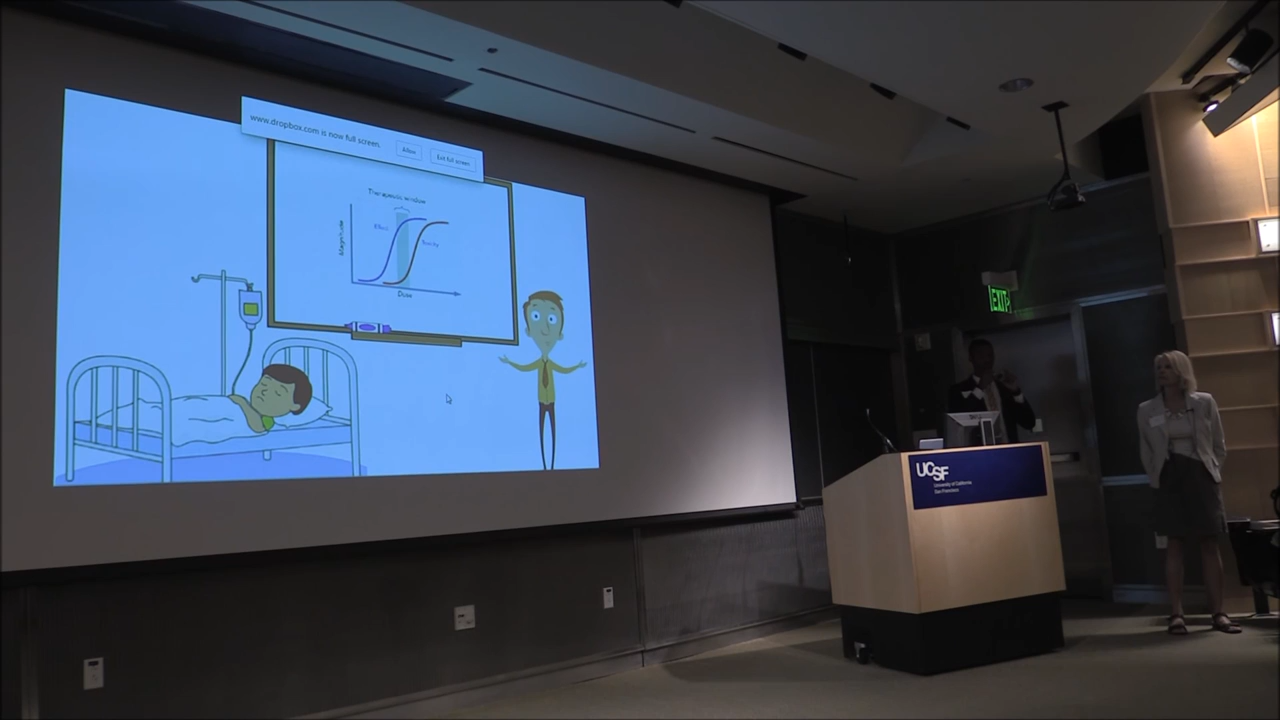 www.dropbox.com is now full screen.
Allow
Exit full screen
Therapeutic window
Magnitude
Effect
Toxicity
Dose
EXIT
UCSF
University of California
San Francisco